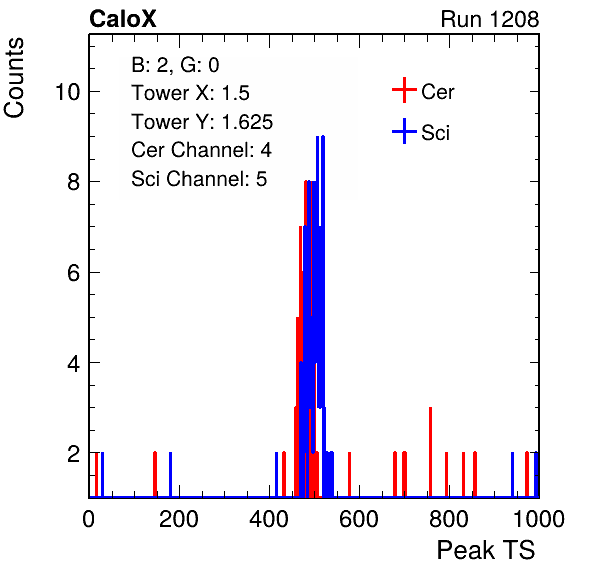 CaloX
Run 1208
Counts
B: 2, G: 0
Tower X: 1.5
Tower Y: 1.625
Cer Channel: 4
Sci Channel: 5
Cer
Sci
10
8
6
4
2
0 200 400 600 800 1000
Peak TS